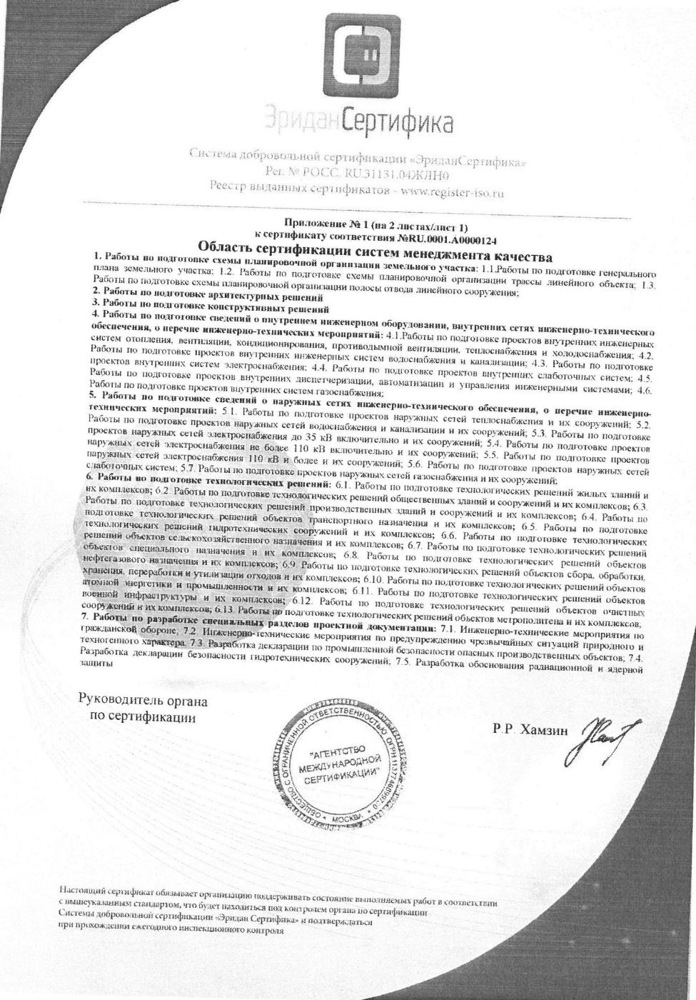 ЭриданСертифика
Система добровольной сертификации «ЭриданСертифика»
Рег. № РОСС. RU.31131.04ЖЛН0
Реестр выданных сертификатов - www.register-iso.ru
Приложение № 1 (на 2 листах/лист 1)
к сертификату соответствия №RU.0001.A0000124
Область сертификации систем менеджмента качества
1. Работы по подготовке схемы планировочной организации земельного участка: 1.1.Работы по подготовке генерального
плана земельного участка; 1.2. Работы по подготовке схемы планировочной организации трассы линейного объекта; 1.3.
Работы по подготовке схемы планировочной организации полосы отвода линейного сооружения;
2. Работы по подготовке архитектурных решений
3. Работы по подготовке конструктивных решений
4. Работы по подготовке сведений о внутреннем инженерном оборудовании, внутренних сетях инженерно-технического
обеспечения, о перечне инженерно-технических мероприятий: 4.1.Работы по подготовке проектов внутренних инженерных
систем отопления, вентиляции, кондиционирования, противодымной вентиляции, теплоснабжения и холодоснабжения; 4.2.
Работы по подготовке проектов внутренних инженерных систем водоснабжения и канализации; 4.3. Работы по подготовке
проектов внутренних систем электроснабжения; 4.4. Работы по подготовке проектов внутренних слаботочных систем; 4.5.
Работы по подготовке проектов внутренних диспетчеризации, автоматизации и управления инженерными системами; 4.6.
Работы по подготовке проектов внутренних систем газоснабжения;
5. Работы по подготовке сведений о наружных сетях инженерно-технического обеспечения, о перечне инженерно-
технических мероприятий: 5.1. Работы по подготовке проектов наружных сетей теплоснабжения и их сооружений; 5.2.
Работы по подготовке проектов наружных сетей водоснабжения и канализации и их сооружений; 5.3. Работы по подготовке
проектов наружных сетей электроснабжения до 35 кВ включительно и их сооружений; 5.4. Работы по подготовке проектов
наружных сетей электроснабжения не более 110 кВ включительно и их сооружений; 5.5. Работы по подготовке проектов
наружных сетей электроснабжения 110 кВ и более и их сооружений; 5.6. Работы по подготовке проектов наружных сетей
слаботочных систем; 5.7. Работы по подготовке проектов наружных сетей газоснабжения и их сооружений;
6. Работы по подготовке технологических решений: 6.1. Работы по подготовке технологических решений жилых зданий и
их комплексов; 6.2. Работы по подготовке технологических решений общественных зданий и сооружений и их комплексов; 6.3.
Работы по подготовке технологических решений производственных зданий и сооружений и их комплексов; 6.4. Работы по
подготовке технологических решений объектов транспортного назначения и их комплексов; 6.5. Работы по подготовке
технологических решений гидротехнических сооружений и их комплексов; 6.6. Работы по подготовке технологических
решений объектов сельскохозяйственного назначения и их комплексов; 6.7. Работы по подготовке технологических решений
объектов специального назначения и их комплексов; 6.8. Работы по подготовке технологических решений объектов
нефтегазового назначения и их комплексов; 6.9. Работы по подготовке технологических решений объектов сбора, обработки,
хранения, переработки и утилизации отходов и их комплексов; 6.10. Работы по подготовке технологических решений объектов
атомной энергетики и промышленности и их комплексов; 6.11. Работы по подготовке технологических решений объектов
военной инфраструктуры и их комплексов; 6.12. Работы по подготовке технологических решений объектов очистных
сооружений и их комплексов; 6.13. Работы по подготовке технологических решений обьектов метрополитена и их комплексов;
7. Работы по разработке специальных разделов проектной документации: 7.1. Инженерно-технические мероприятия по
гражданской обороне; 7.2. Инженерно-технические мероприятия по предупреждению чрезвычайных ситуаций природного и
техногенного характера. 7.3. Разработка декларации по промышленной безопасности опасных производственных объектов; 7.4.
Разработка декларации безопасности гидротехнических сооружений; 7.5. Разработка обоснования радиационной и ядерной
защиты
Руководитель органа
по сертификации
ОБЩЕСТВО С ОГРАНИЧЕННОЙ ОТВЕТСТВЕННОСТЬЮ
"АГЕНТСТВО
МЕЖДУНАРОДНОЙ
СЕРТИФИКАЦИИ"
* МОСКВА *
Р.Р. Хамзин
Настоящий сертификат обязывает организацию поддерживать состояние выполняемых работ в соответствии
с вышеуказанным стандартом, что будет находиться под контролем органа по сертификации
Системы добровольной сертификации «Эридан Сертифика» и подтверждаться
при прохождении ежегодного инспекционного контроля